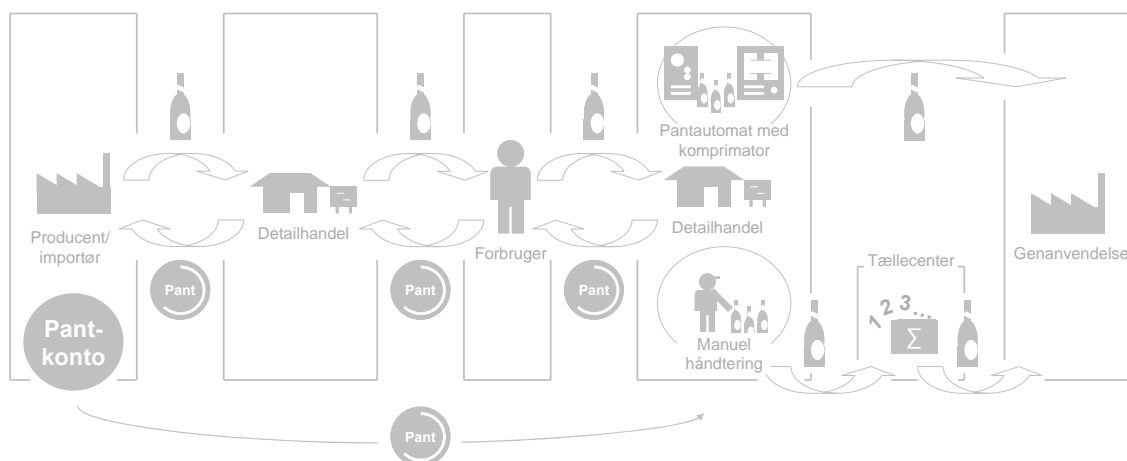 Pantautomat med
komprimator
Producent/
importør
Detailhandel
Forbruger
Detailhandel
Genanvendelse
Tællecenter
Pant
Pant
Pant
Pant-
konto
1 2 3...
Σ
Manuel
håndtering
Pant